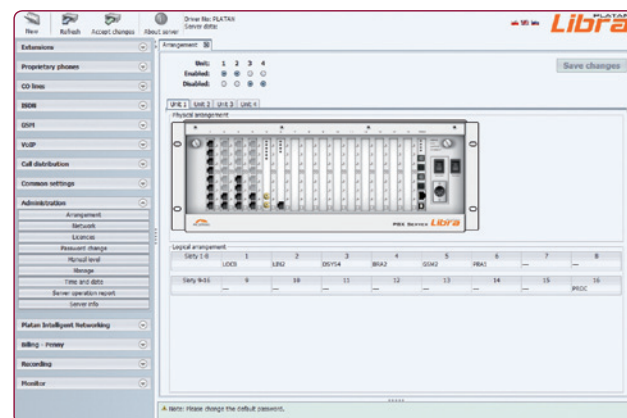 New Refresh Accept changes About server
Driver file: PLATAN
Server data:
PLATAN
Libra
Extensions
Proprietary phones
CO lines
ISDN
GSM
VoIP
Call distribution
Common settings
Administration
Arrangement
Network
Licences
Password change
Manual level
Manage
Time and date
Server operation report
Server info
Platan Intelligent Networking
Billing - Penny
Recording
Monitor
Arrangement
Unit: 1 2 3 4
Enabled:
Disabled:
Save changes
Unit 1 Unit 2 Unit 3 Unit 4
Physical arrangement
PBX Server Libra
Logical arrangement
Sloty 1-8 1 2 3 4 5 6 7 8
LOC8 LIN2 DSYS4 BRA2 GSM2 PRA1 --- ---
Sloty 9-16 9 10 11 12 13 14 15 16
--- --- --- --- --- --- --- PROC
Note: Please change the default password.